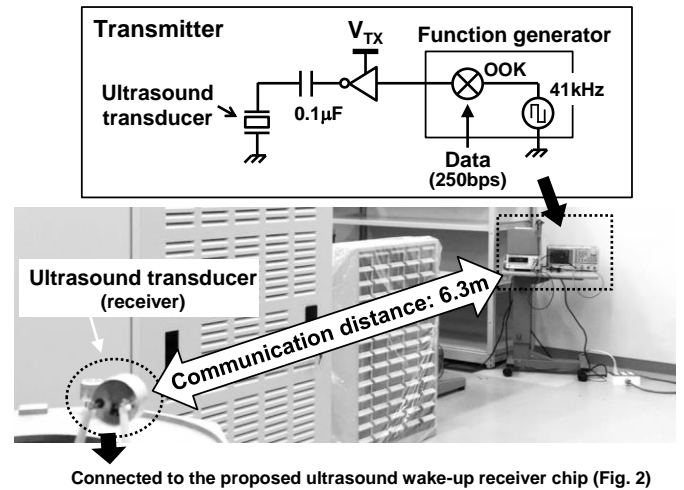 Transmitter
V_TX
Function generator
OOK
41kHz
Ultrasound
transducer
0.1μF
Data
(250bps)
Ultrasound transducer
(receiver)
Communication distance: 6.3m
Connected to the proposed ultrasound wake-up receiver chip (Fig. 2)